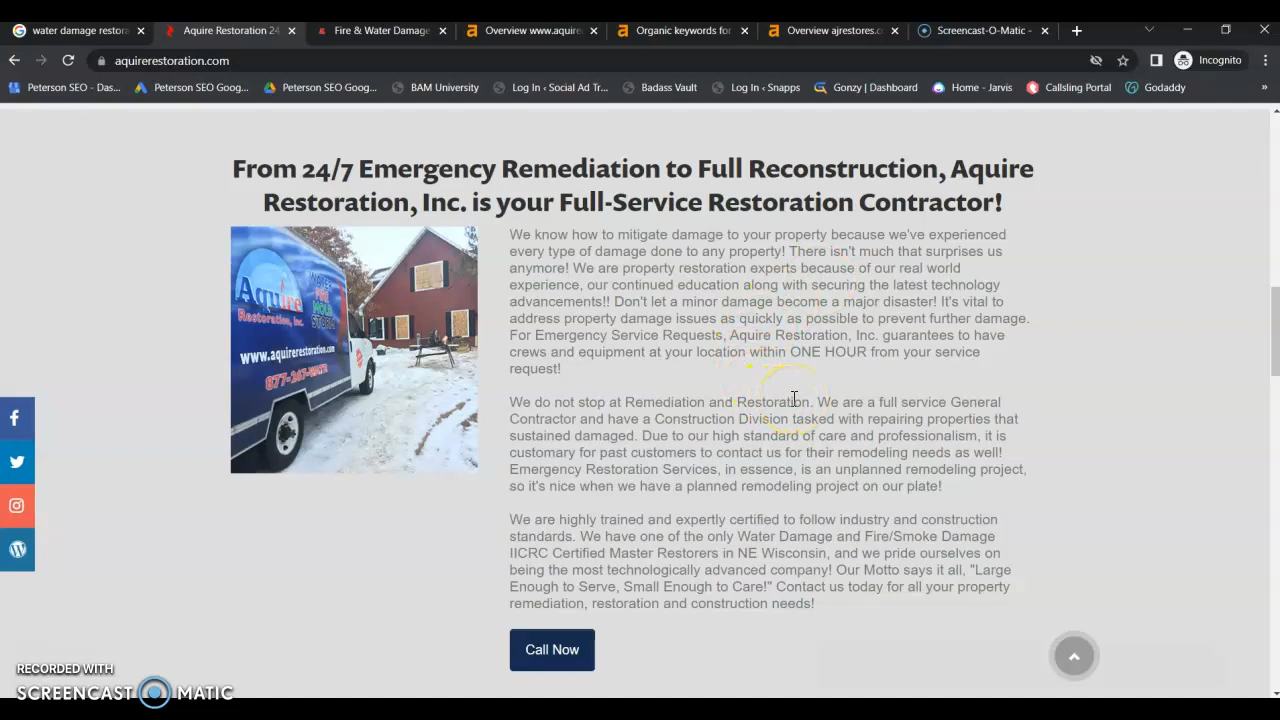 water damage restora
Aquire Restoration 24
Fire & Water Damage
Overview www.aquire
Organic keywords for
Overview ajrestores.c
Screencast-O-Matic -
aquirerestoration.com
Incognito
Peterson SEO - Das...
Peterson SEO Goog...
Peterson SEO Goog...
BAM University
Log In ‹ Social Ad Tr...
Badass Vault
Log In ‹ Snapps
Gonzy | Dashboard
Home - Jarvis
Callsling Portal
Godaddy
»
From 24/7 Emergency Remediation to Full Reconstruction, Aquire
Restoration, Inc. is your Full-Service Restoration Contractor!
We know how to mitigate damage to your property because we've experienced
every type of damage done to any property! There isn't much that surprises us
anymore! We are property restoration experts because of our real world
experience, our continued education along with securing the latest technology
advancements!! Don't let a minor damage become a major disaster! It's vital to
address property damage issues as quickly as possible to prevent further damage.
For Emergency Service Requests, Aquire Restoration, Inc. guarantees to have
crews and equipment at your location within ONE HOUR from your service
request!
We do not stop at Remediation and Restoration. We are a full service General
Contractor and have a Construction Division tasked with repairing properties that
sustained damaged. Due to our high standard of care and professionalism, it is
customary for past customers to contact us for their remodeling needs as well!
Emergency Restoration Services, in essence, is an unplanned remodeling project,
so it's nice when we have a planned remodeling project on our plate!
We are highly trained and expertly certified to follow industry and construction
standards. We have one of the only Water Damage and Fire/Smoke Damage
IICRC Certified Master Restorers in NE Wisconsin, and we pride ourselves on
being the most technologically advanced company! Our Motto says it all, "Large
Enough to Serve, Small Enough to Care!" Contact us today for all your property
remediation, restoration and construction needs!
Call Now
Aquire
Restoration, Inc.
WATER
FIRE
MOLD
STORM
www.aquirerestoration.com
RECORDED WITH
SCREENCAST MATIC